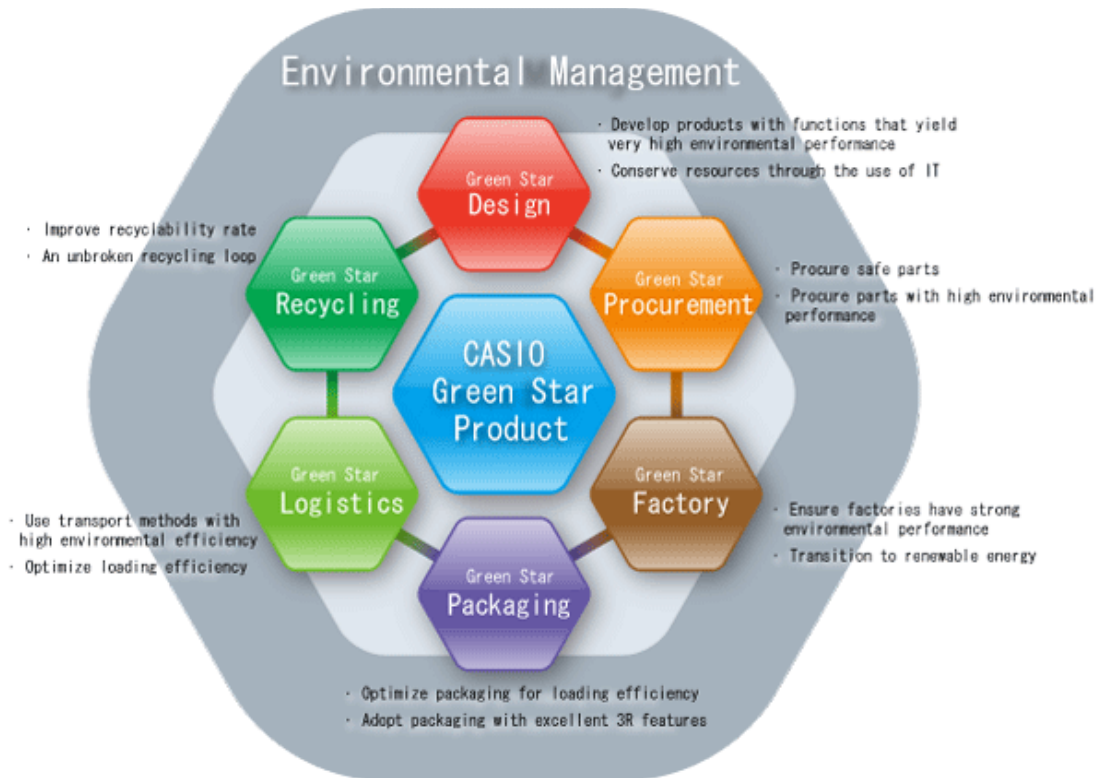 Environmental Management
Green Star
Design
· Develop products with functions that yield
very high environmental performance
· Conserve resources through the use of IT
Green Star
Procurement
· Procure safe parts
· Procure parts with high environmental
performance
Green Star
Factory
· Ensure factories have strong
environmental performance
· Transition to renewable energy
Green Star
Packaging
· Optimize packaging for loading efficiency
· Adopt packaging with excellent 3R features
Green Star
Logistics
· Use transport methods with
high environmental efficiency
· Optimize loading efficiency
Green Star
Recycling
· Improve recyclability rate
· An unbroken recycling loop
CASIO
Green Star
Product